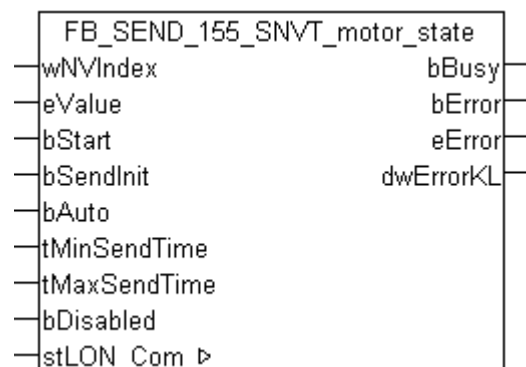 FB_SEND_155_SNVT_motor_state
wNVIndex bBusy
eValue bError
bStart eError
bSendInit dwErrorKL
bAuto
tMinSendTime
tMaxSendTime
bDisabled
stLON_Com ▷